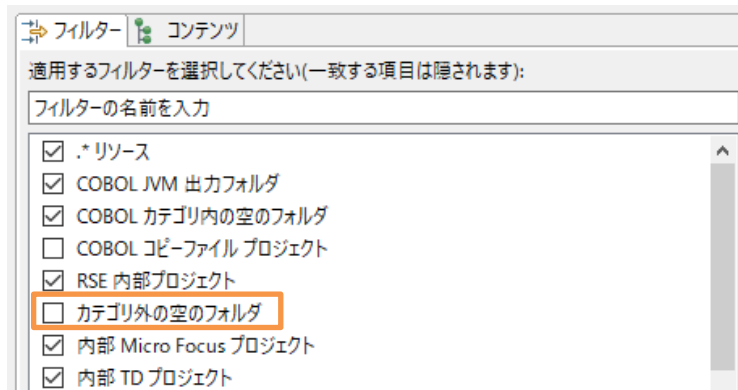 フィルター コンテンツ
適用するフィルターを選択してください(一致する項目は隠されます):
フィルターの名前を入力
.* リソース
COBOL JVM 出力フォルダ
COBOL カテゴリ内の空のフォルダ
COBOL コピーファイル プロジェクト
RSE 内部プロジェクト
カテゴリ外の空のフォルダ
内部 Micro Focus プロジェクト
内部 TD プロジェクト